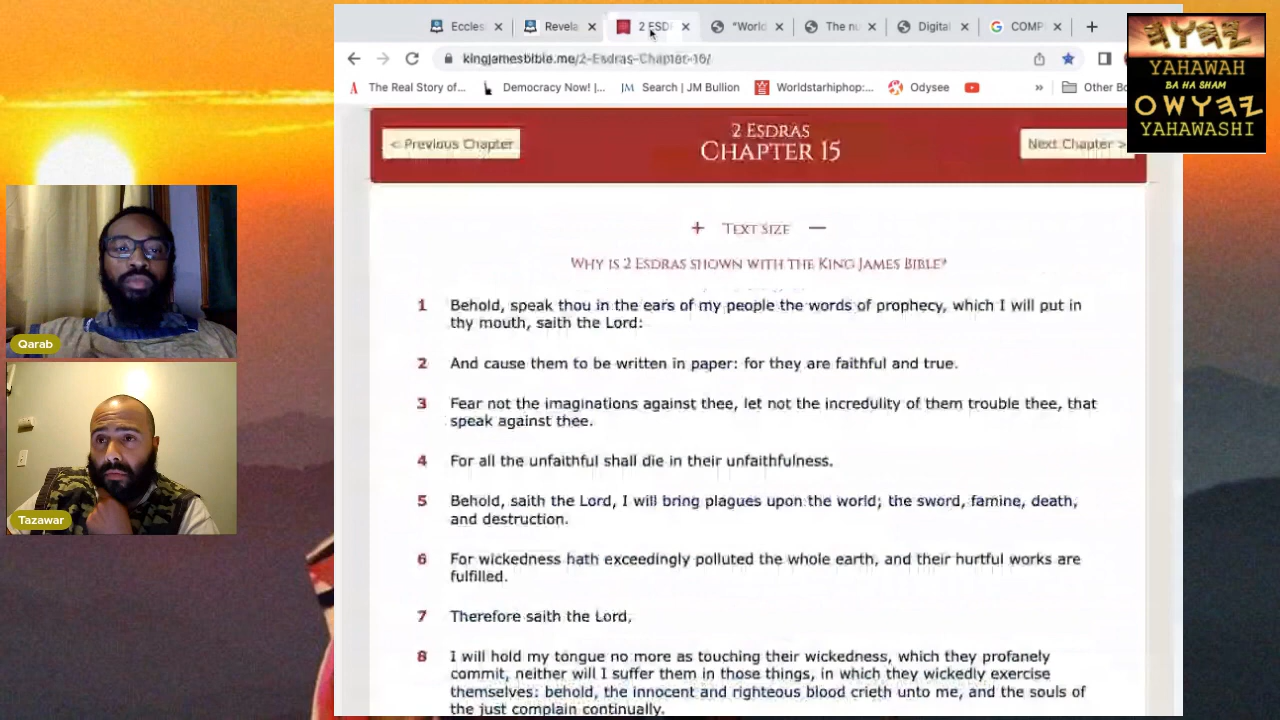 Eccles
Revela
2 ESD
"World
The nu
Digital
COMP
kingjamesbible.me/2-Esdras-Chapter-15/
The Real Story of...
Democracy Now! |...
JM Search | JM Bullion
Worldstarhiphop:...
Odysee
»
Other Bo
YAHAWAH
BA HA SHAM
YAHAWASHI
< Previous Chapter
2 ESDRAS
CHAPTER 15
Next Chapter >
+ TEXT SIZE —
WHY IS 2 ESDRAS SHOWN WITH THE KING JAMES BIBLE?
1 Behold, speak thou in the ears of my people the words of prophecy, which I will put in
thy mouth, saith the Lord:
2 And cause them to be written in paper: for they are faithful and true.
3 Fear not the imaginations against thee, let not the incredulity of them trouble thee, that
speak against thee.
4 For all the unfaithful shall die in their unfaithfulness.
5 Behold, saith the Lord, I will bring plagues upon the world; the sword, famine, death,
and destruction.
6 For wickedness hath exceedingly polluted the whole earth, and their hurtful works are
fulfilled.
7 Therefore saith the Lord,
8 I will hold my tongue no more as touching their wickedness, which they profanely
commit, neither will I suffer them in those things, in which they wickedly exercise
themselves: behold, the innocent and righteous blood crieth unto me, and the souls of
the just complain continually.
Qarab
Tazawar